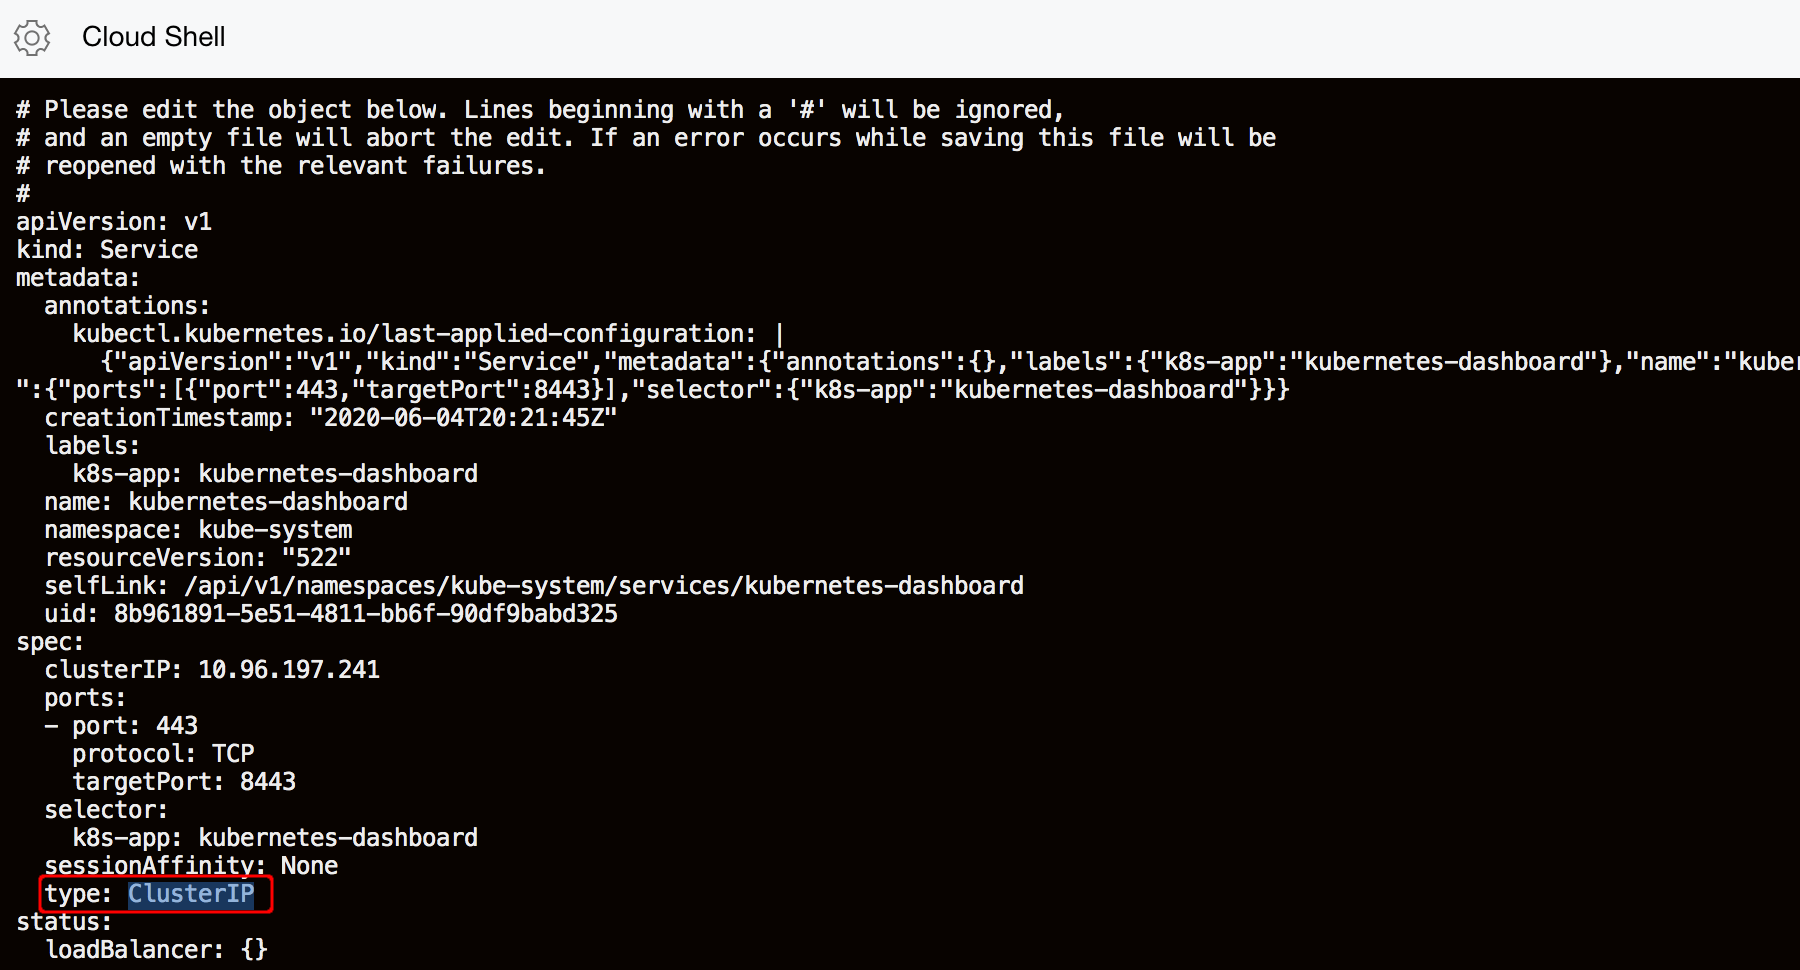 Cloud Shell
# Please edit the object below. Lines beginning with a '#' will be ignored,
# and an empty file will abort the edit. If an error occurs while saving this file will be
# reopened with the relevant failures.
#
apiVersion: v1
kind: Service
metadata:
  annotations:
    kubectl.kubernetes.io/last-applied-configuration: |
      {"apiVersion":"v1","kind":"Service","metadata":{"annotations":{},"labels":{"k8s-app":"kubernetes-dashboard"},"name":"kuber
":{"ports":[{"port":443,"targetPort":8443}],"selector":{"k8s-app":"kubernetes-dashboard"}}}
  creationTimestamp: "2020-06-04T20:21:45Z"
  labels:
    k8s-app: kubernetes-dashboard
  name: kubernetes-dashboard
  namespace: kube-system
  resourceVersion: "522"
  selfLink: /api/v1/namespaces/kube-system/services/kubernetes-dashboard
  uid: 8b961891-5e51-4811-bb6f-90df9babd325
spec:
  clusterIP: 10.96.197.241
  ports:
  - port: 443
    protocol: TCP
    targetPort: 8443
  selector:
    k8s-app: kubernetes-dashboard
  sessionAffinity: None
  type: ClusterIP
status:
  loadBalancer: {}